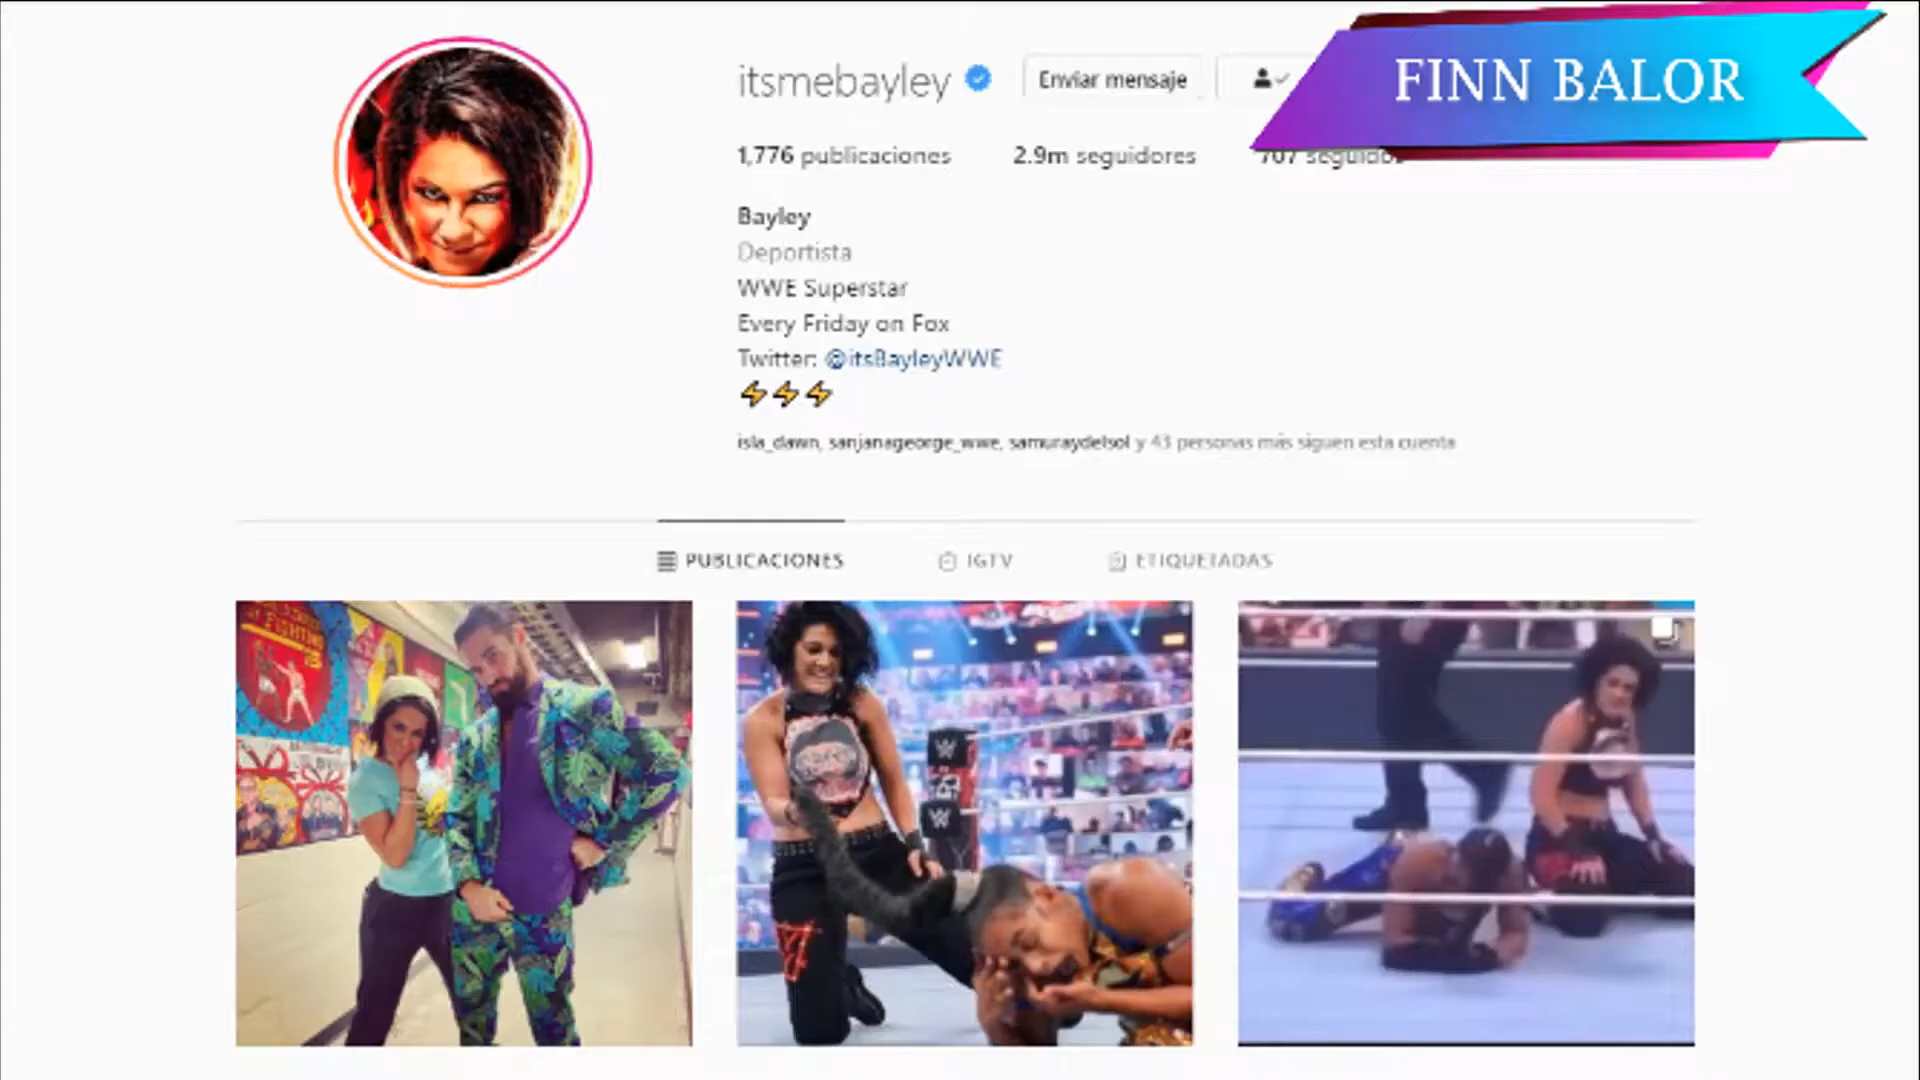 itsmebayley
Enviar mensaje
FINN BALOR
1,776 publicaciones
2.9m seguidores
707 seguidos
Bayley
Deportista
WWE Superstar
Every Friday on Fox
Twitter: @itsBayleyWWE
⚡⚡⚡
isla_dawn, sanjanageorge_wwe, samuraydelsol y 43 personas más siguen esta cuenta
PUBLICACIONES
IGTV
ETIQUETADAS
FIGHTING